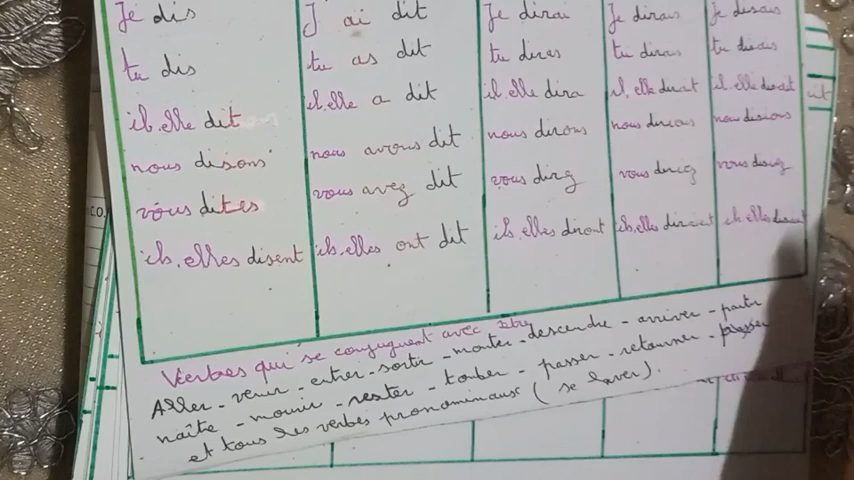 Je dis J'ai dit Je dirai Je dirais Je disais
tu dis tu as dit tu diras tu dirais tu disais
il.elle dit il.elle a dit il elle dira il.elle dirait il elle disait
nous disons nous avons dit nous dirons nous dirions nous disions
vous dites vous avez dit vous direz vous diriez vous disiez
ils.elles disent ils.elles ont dit ils.elles diront ils.elles diraient ils elles disaient
Verbes qui se conjuguent avec être
Aller - venir - entrer - sortir - monter - descendre - arriver - partir
naître - mourir - rester - tomber - passer - retourner -
et tous les verbes pronominaux ( se laver ).